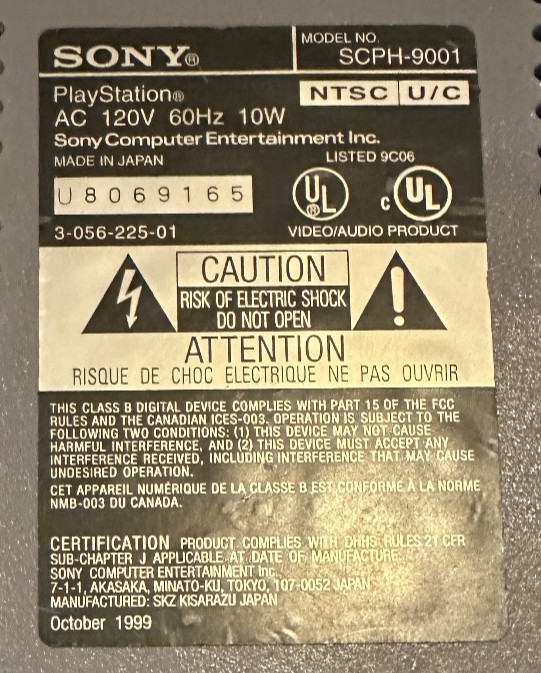 SONY®
MODEL NO.
SCPH-9001
PlayStation®
NTSC U/C
AC 120V 60Hz 10W
Sony Computer Entertainment Inc.
MADE IN JAPAN
LISTED 9C06
U8069165
UL ®
c UL
3-056-225-01
VIDEO/AUDIO PRODUCT
CAUTION
RISK OF ELECTRIC SHOCK
DO NOT OPEN
ATTENTION
RISQUE DE CHOC ELECTRIQUE NE PAS OUVRIR
THIS CLASS B DIGITAL DEVICE COMPLIES WITH PART 15 OF THE FCC
RULES AND THE CANADIAN ICES-003. OPERATION IS SUBJECT TO THE
FOLLOWING TWO CONDITIONS: (1) THIS DEVICE MAY NOT CAUSE
HARMFUL INTERFERENCE, AND (2) THIS DEVICE MUST ACCEPT ANY
INTERFERENCE RECEIVED, INCLUDING INTERFERENCE THAT MAY CAUSE
UNDESIRED OPERATION.
CET APPAREIL NUMÉRIQUE DE LA CLASSE B EST CONFORME À LA NORME
NMB-003 DU CANADA.
CERTIFICATION PRODUCT COMPLIES WITH DHHS RULES 21 CFR
SUB-CHAPTER J APPLICABLE AT DATE OF MANUFACTURE.
SONY COMPUTER ENTERTAINMENT Inc.
7-1-1, AKASAKA, MINATO-KU, TOKYO, 107-0052 JAPAN
MANUFACTURED: SKZ KISARAZU JAPAN
October 1999